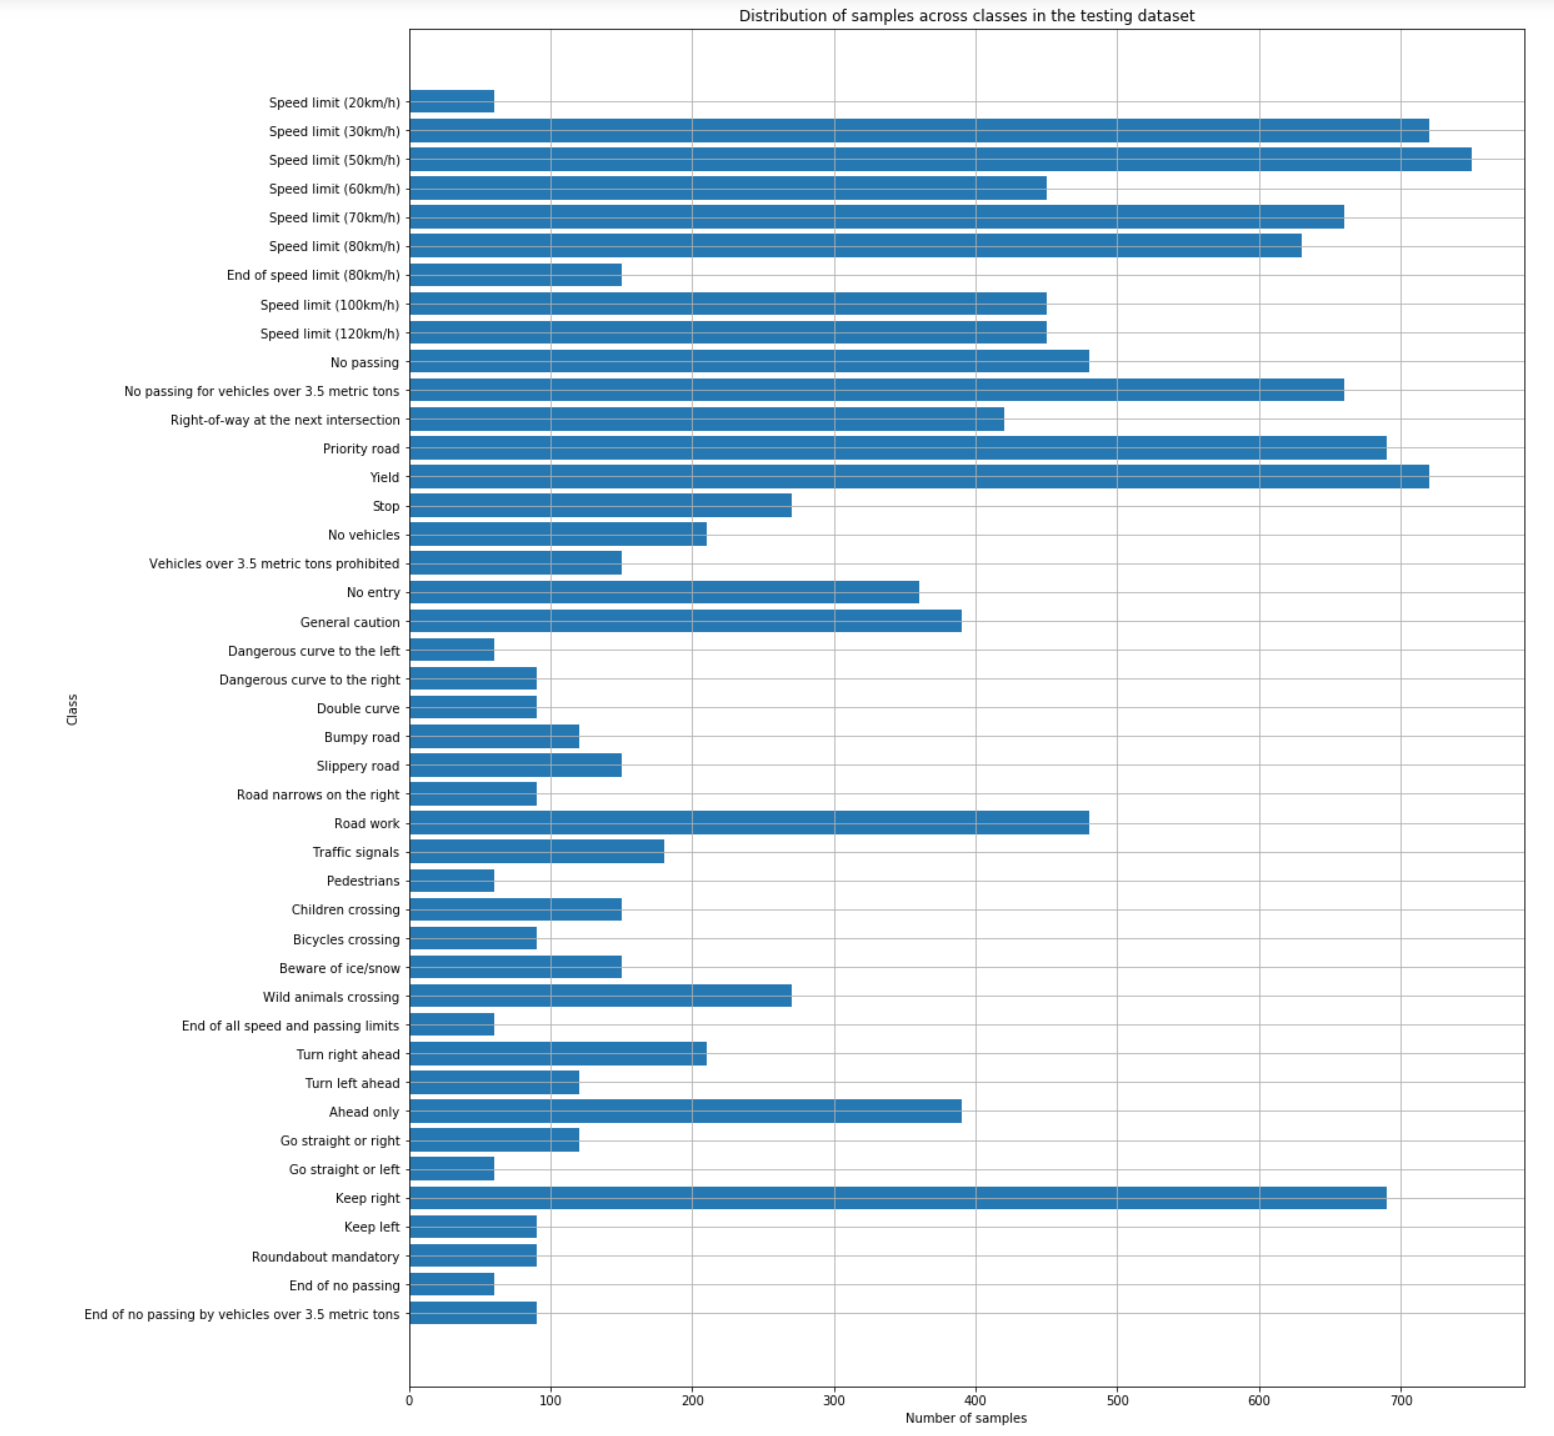 Distribution of samples across classes in the testing dataset
Speed limit (20km/h)
Speed limit (30km/h)
Speed limit (50km/h)
Speed limit (60km/h)
Speed limit (70km/h)
Speed limit (80km/h)
End of speed limit (80km/h)
Speed limit (100km/h)
Speed limit (120km/h)
No passing
No passing for vehicles over 3.5 metric tons
Right-of-way at the next intersection
Priority road
Yield
Stop
No vehicles
Vehicles over 3.5 metric tons prohibited
No entry
General caution
Dangerous curve to the left
Dangerous curve to the right
Class
Double curve
Bumpy road
Slippery road
Road narrows on the right
Road work
Traffic signals
Pedestrians
Children crossing
Bicycles crossing
Beware of ice/snow
Wild animals crossing
End of all speed and passing limits
Turn right ahead
Turn left ahead
Ahead only
Go straight or right
Go straight or left
Keep right
Keep left
Roundabout mandatory
End of no passing
End of no passing by vehicles over 3.5 metric tons
0 100 200 300 400 500 600 700
Number of samples